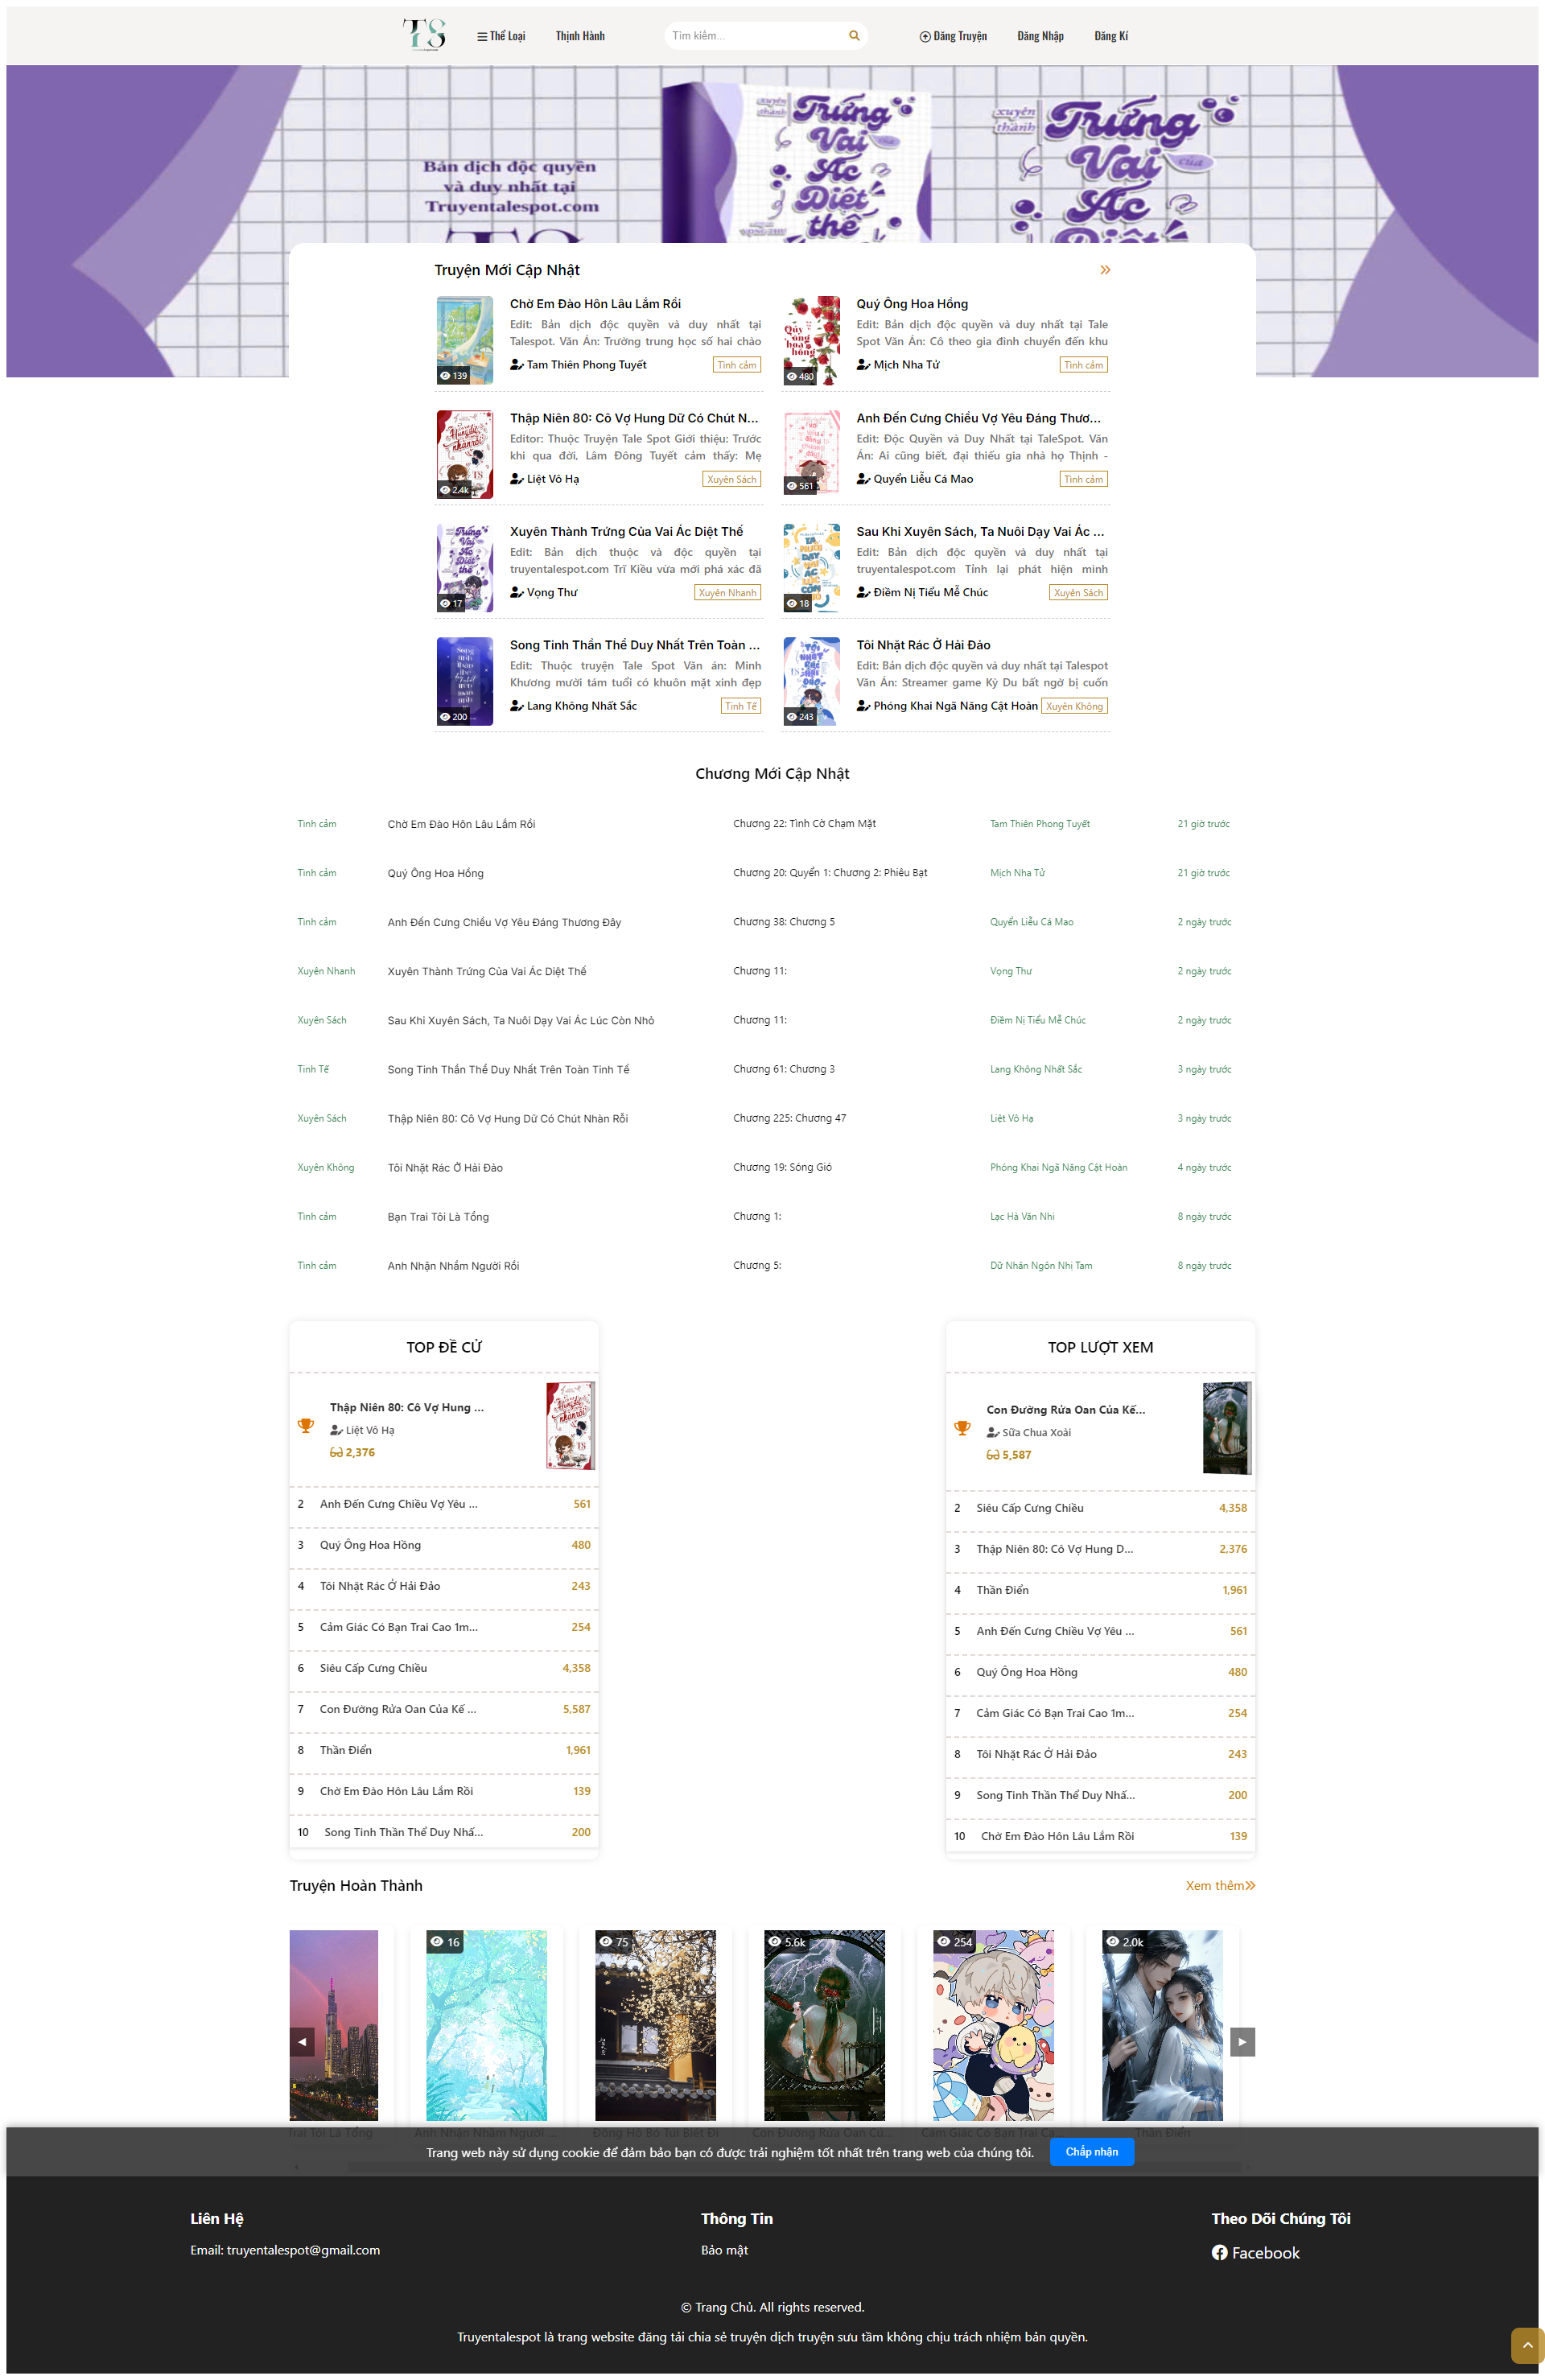 TS
Thể Loại
Thịnh Hành
Tìm kiếm...
Đăng Truyện
Đăng Nhập
Đăng Kí
Bản dịch độc quyền
và duy nhất tại
Truyentalespot.com
xuyên thành
Trứng
Vai
Ác
Diệt
thế
xuyên thành
Trứng
Vai của
Ác
Diệt
Truyện Mới Cập Nhật
Chờ Em Đào Hôn Lâu Lắm Rồi
Edit: Bản dịch độc quyền và duy nhất tại
Talespot. Văn Án: Trường trung học số hai chào
139
Tam Thiên Phong Tuyết
Tình cảm
Quý Ông Hoa Hồng
Edit: Bản dịch độc quyền và duy nhất tại Tale
Spot Văn Án: Cô theo gia đình chuyển đến khu
480
Mịch Nha Tử
Tình cảm
Thập Niên 80: Cô Vợ Hung Dữ Có Chút N...
Editor: Thuộc Truyện Tale Spot Giới thiệu: Trước
khi qua đời, Lâm Đông Tuyết cảm thấy: Mẹ
2.4k
Liệt Vô Hạ
Xuyên Sách
Anh Đến Cưng Chiều Vợ Yêu Đáng Thươ...
Edit: Độc Quyền và Duy Nhất tại TaleSpot. Văn
Án: Ai cũng biết, đại thiếu gia nhà họ Thịnh -
561
Quyển Liễu Cá Mao
Tình cảm
Xuyên Thành Trứng Của Vai Ác Diệt Thế
Edit: Bản dịch thuộc và độc quyền tại
truyentalespot.com Trĩ Kiều vừa mới phá xác đã
17
Vọng Thư
Xuyên Nhanh
Sau Khi Xuyên Sách, Ta Nuôi Dạy Vai Ác ...
Edit: Bản dịch độc quyền và duy nhất tại
truyentalespot.com Tỉnh lại phát hiện mình
18
Điềm Nị Tiểu Mễ Chúc
Xuyên Sách
Song Tinh Thần Thể Duy Nhất Trên Toàn ...
Edit: Thuộc truyện Tale Spot Văn án: Minh
Khương mười tám tuổi có khuôn mặt xinh đẹp
200
Lang Không Nhất Sắc
Tinh Tế
Tôi Nhặt Rác Ở Hải Đảo
Edit: Bản dịch độc quyền và duy nhất tại Talespot
Văn Án: Streamer game Kỳ Du bất ngờ bị cuốn
243
Phóng Khai Ngã Năng Cật Hoàn
Xuyên Không
Chương Mới Cập Nhật
Tình cảm Chờ Em Đào Hôn Lâu Lắm Rồi Chương 22: Tình Cờ Chạm Mặt Tam Thiên Phong Tuyết 21 giờ trước
Tình cảm Quý Ông Hoa Hồng Chương 20: Quyển 1: Chương 2: Phiêu Bạt Mịch Nha Tử 21 giờ trước
Tình cảm Anh Đến Cưng Chiều Vợ Yêu Đáng Thương Đây Chương 38: Chương 5 Quyển Liễu Cá Mao 2 ngày trước
Xuyên Nhanh Xuyên Thành Trứng Của Vai Ác Diệt Thế Chương 11: Vọng Thư 2 ngày trước
Xuyên Sách Sau Khi Xuyên Sách, Ta Nuôi Dạy Vai Ác Lúc Còn Nhỏ Chương 11: Điềm Nị Tiểu Mễ Chúc 2 ngày trước
Tinh Tế Song Tinh Thần Thể Duy Nhất Trên Toàn Tinh Tế Chương 61: Chương 3 Lang Không Nhất Sắc 3 ngày trước
Xuyên Sách Thập Niên 80: Cô Vợ Hung Dữ Có Chút Nhàn Rỗi Chương 225: Chương 47 Liệt Vô Hạ 3 ngày trước
Xuyên Không Tôi Nhặt Rác Ở Hải Đảo Chương 19: Sóng Gió Phóng Khai Ngã Năng Cật Hoàn 4 ngày trước
Tình cảm Bạn Trai Tôi Là Tổng Chương 1: Lạc Hà Vãn Nhi 8 ngày trước
Tình cảm Anh Nhận Nhầm Người Rồi Chương 5: Dữ Nhân Ngôn Nhị Tam 8 ngày trước
TOP ĐỀ CỬ
Thập Niên 80: Cô Vợ Hung ...
Liệt Vô Hạ
2,376
2 Anh Đến Cưng Chiều Vợ Yêu ... 561
3 Quý Ông Hoa Hồng 480
4 Tôi Nhặt Rác Ở Hải Đảo 243
5 Cảm Giác Có Bạn Trai Cao 1m... 254
6 Siêu Cấp Cưng Chiều 4,358
7 Con Đường Rửa Oan Của Kế ... 5,587
8 Thần Điển 1,961
9 Chờ Em Đào Hôn Lâu Lắm Rồi 139
10 Song Tinh Thần Thể Duy Nhấ... 200
TOP LƯỢT XEM
Con Đường Rửa Oan Của Kế...
Sữa Chua Xoài
5,587
2 Siêu Cấp Cưng Chiều 4,358
3 Thập Niên 80: Cô Vợ Hung D... 2,376
4 Thần Điển 1,961
5 Anh Đến Cưng Chiều Vợ Yêu ... 561
6 Quý Ông Hoa Hồng 480
7 Cảm Giác Có Bạn Trai Cao 1m... 254
8 Tôi Nhặt Rác Ở Hải Đảo 243
9 Song Tinh Thần Thể Duy Nhấ... 200
10 Chờ Em Đào Hôn Lâu Lắm Rồi 139
Truyện Hoàn Thành
Xem thêm
16
75
5.6k
254
2.0k
Trai Tôi Là Tổng
Anh Nhận Nhầm Người ...
Đồng Hồ Bỏ Túi Biết Đi
Con Đường Rửa Oan Củ...
Cảm Giác Có Bạn Trai Ca...
Thần Điển
Trang web này sử dụng cookie để đảm bảo bạn có được trải nghiệm tốt nhất trên trang web của chúng tôi.
Chấp nhận
Liên Hệ
Email: truyentalespot@gmail.com
Thông Tin
Bảo mật
Theo Dõi Chúng Tôi
Facebook
© Trang Chủ. All rights reserved.
Truyentalespot là trang website đăng tải chia sẻ truyện dịch truyện sưu tầm không chịu trách nhiệm bản quyền.